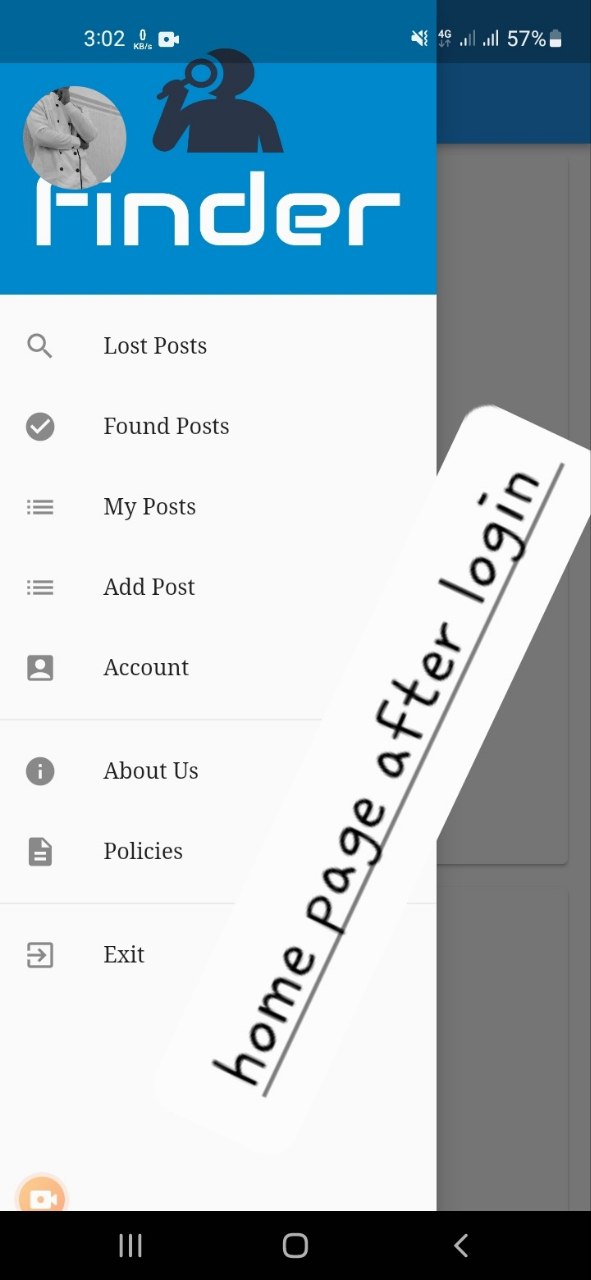 3:02 0 KB/s 4G 57%
finder
Lost Posts
Found Posts
My Posts
Add Post
Account
About Us
Policies
Exit
home page after login